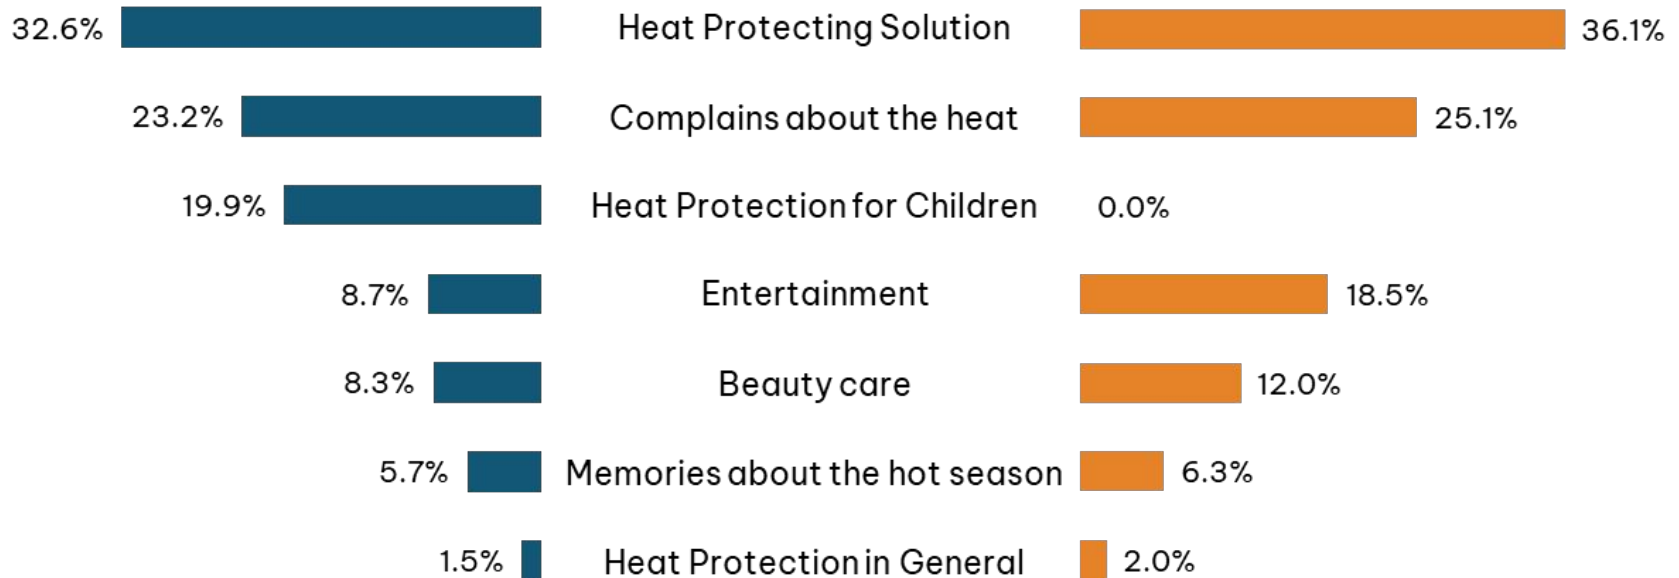 32.6% Heat Protecting Solution 36.1%
23.2% Complains about the heat 25.1%
19.9% Heat Protection for Children 0.0%
8.7% Entertainment 18.5%
8.3% Beauty care 12.0%
5.7% Memories about the hot season 6.3%
1.5% Heat Protection in General 2.0%